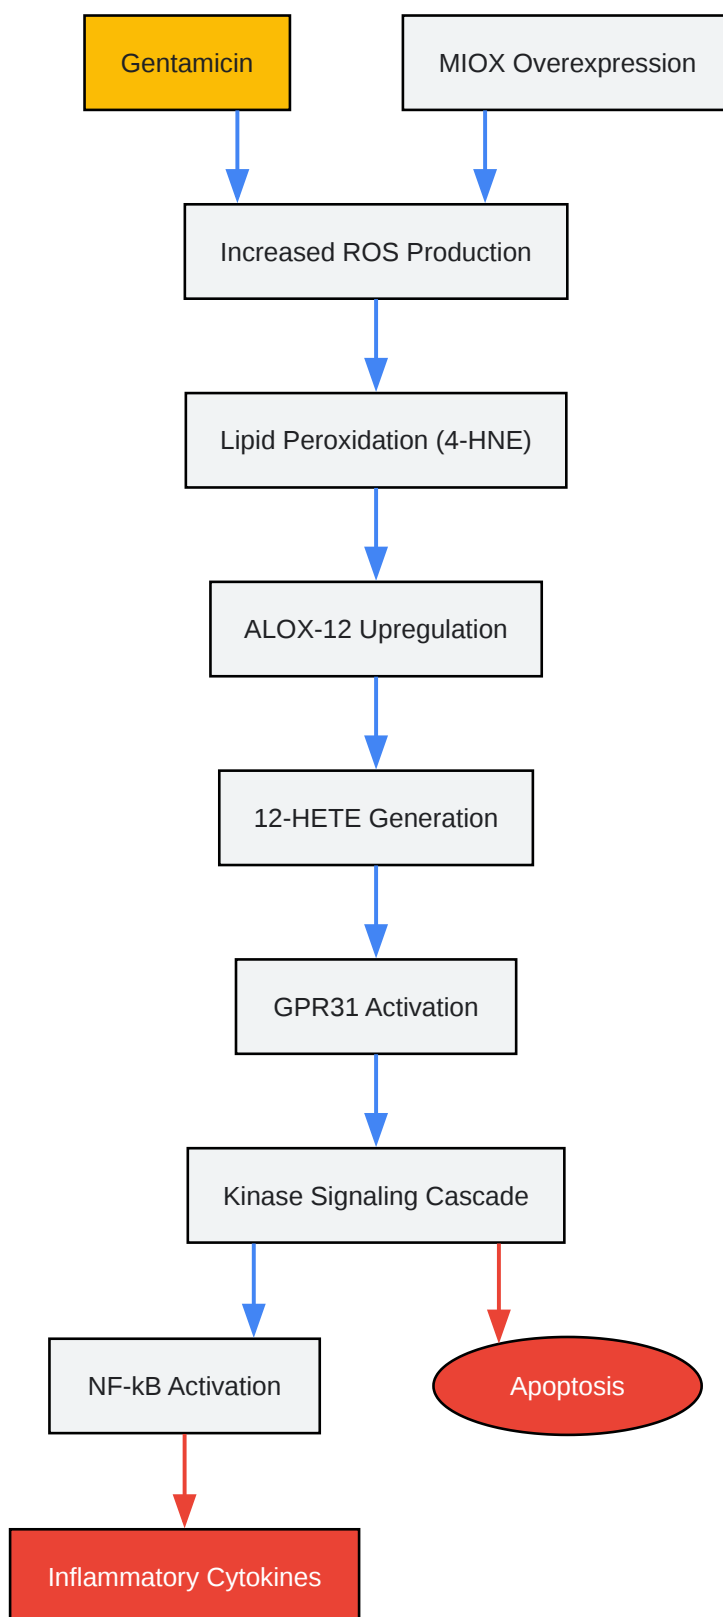 Gentamicin
MIOX Overexpression
Increased ROS Production
Lipid Peroxidation (4-HNE)
ALOX-12 Upregulation
12-HETE Generation
GPR31 Activation
Kinase Signaling Cascade
NF-kB Activation
Apoptosis
Inflammatory Cytokines